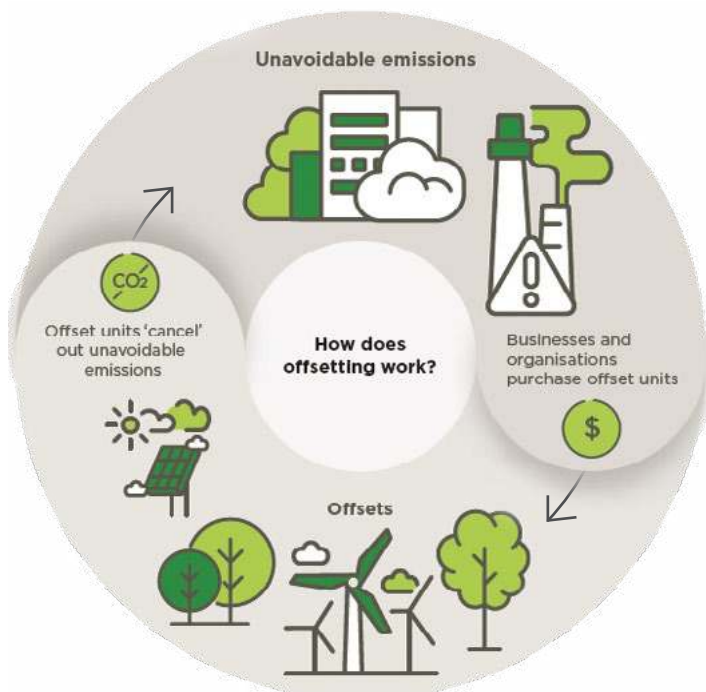 Unavoidable emissions
CO2
Offset units ‘cancel’
out unavoidable
emissions
How does
offsetting work?
Businesses and
organisations
purchase offset units
$
Offsets